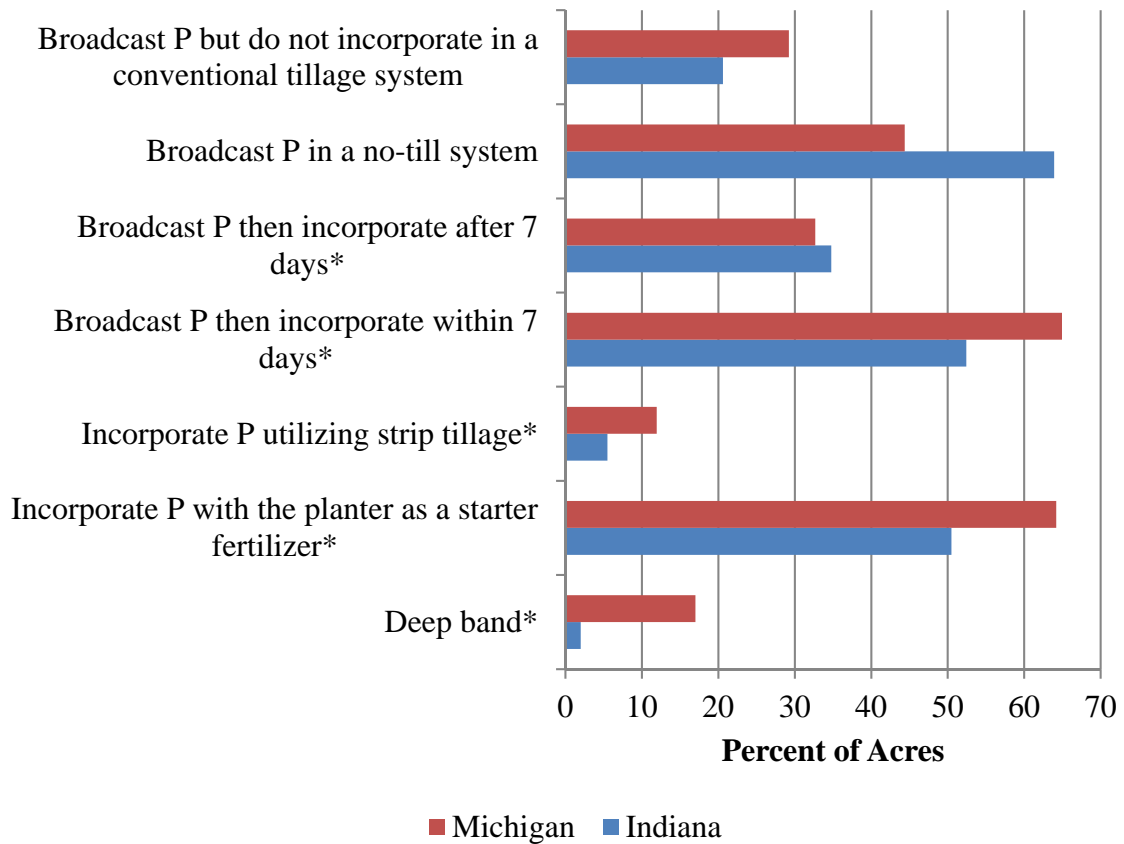 Broadcast P but do not incorporate in a
conventional tillage system
Broadcast P in a no-till system
Broadcast P then incorporate after 7
days*
Broadcast P then incorporate within 7
days*
Incorporate P utilizing strip tillage*
Incorporate P with the planter as a starter
fertilizer*
Deep band*
0 10 20 30 40 50 60 70
Percent of Acres
Michigan Indiana